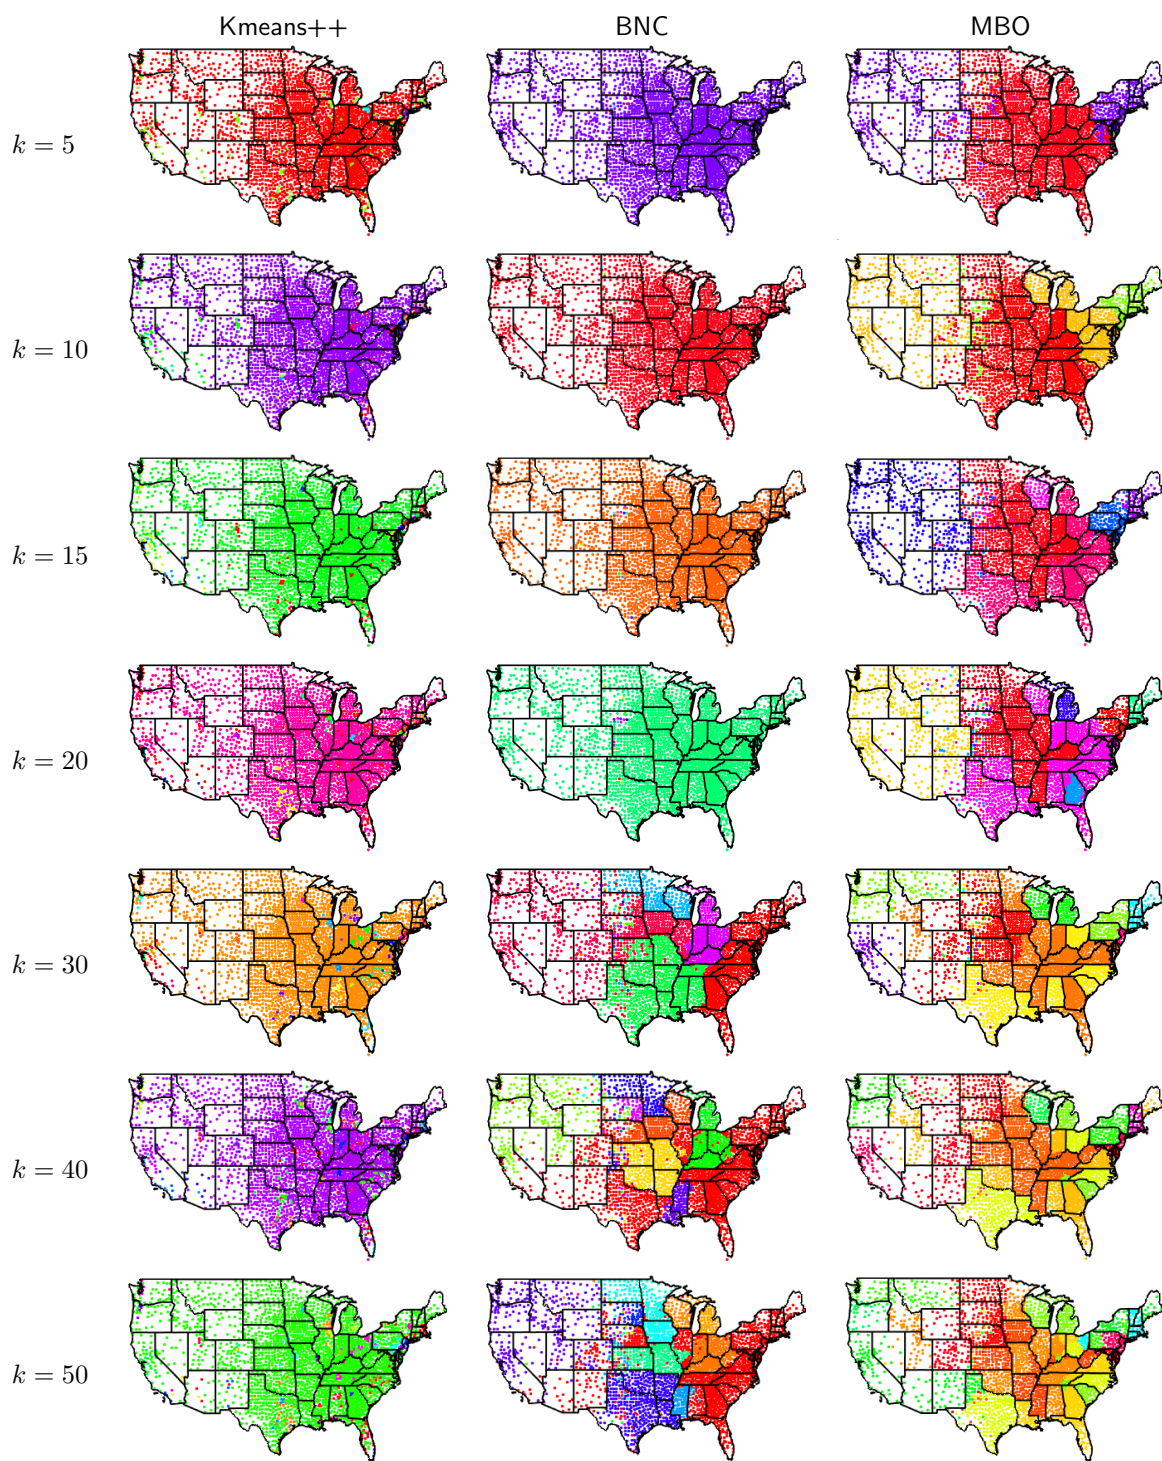 Kmeans++ BNC MBO
k = 5
k = 10
k = 15
k = 20
k = 30
k = 40
k = 50